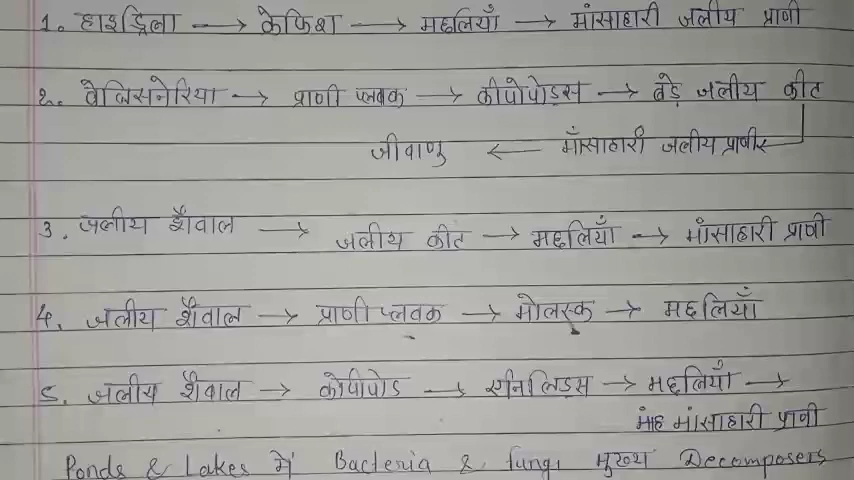 1. हाइड्रिला → केफिश → मछलियाँ → मांसाहारी जलीय प्राणी
2. वेलिसनेरिया → प्राणी प्लवक → कोपोपोड्स → बड़े जलीय कीट
जीवाणु ← माँसाहारी जलीय प्राणी ←
3. जलीय शैवाल → जलीय कीट → मछलियाँ → मांसाहारी प्राणी
4. जलीय शैवाल → प्राणी प्लवक → मोलस्क → मछलियाँ
5. जलीय शैवाल → कोपीपोड → एनिलिड्स → मछलियाँ →
मांसाहारी प्राणी
Ponds & Lakes में Bacteria & fungi मुख्य Decomposers